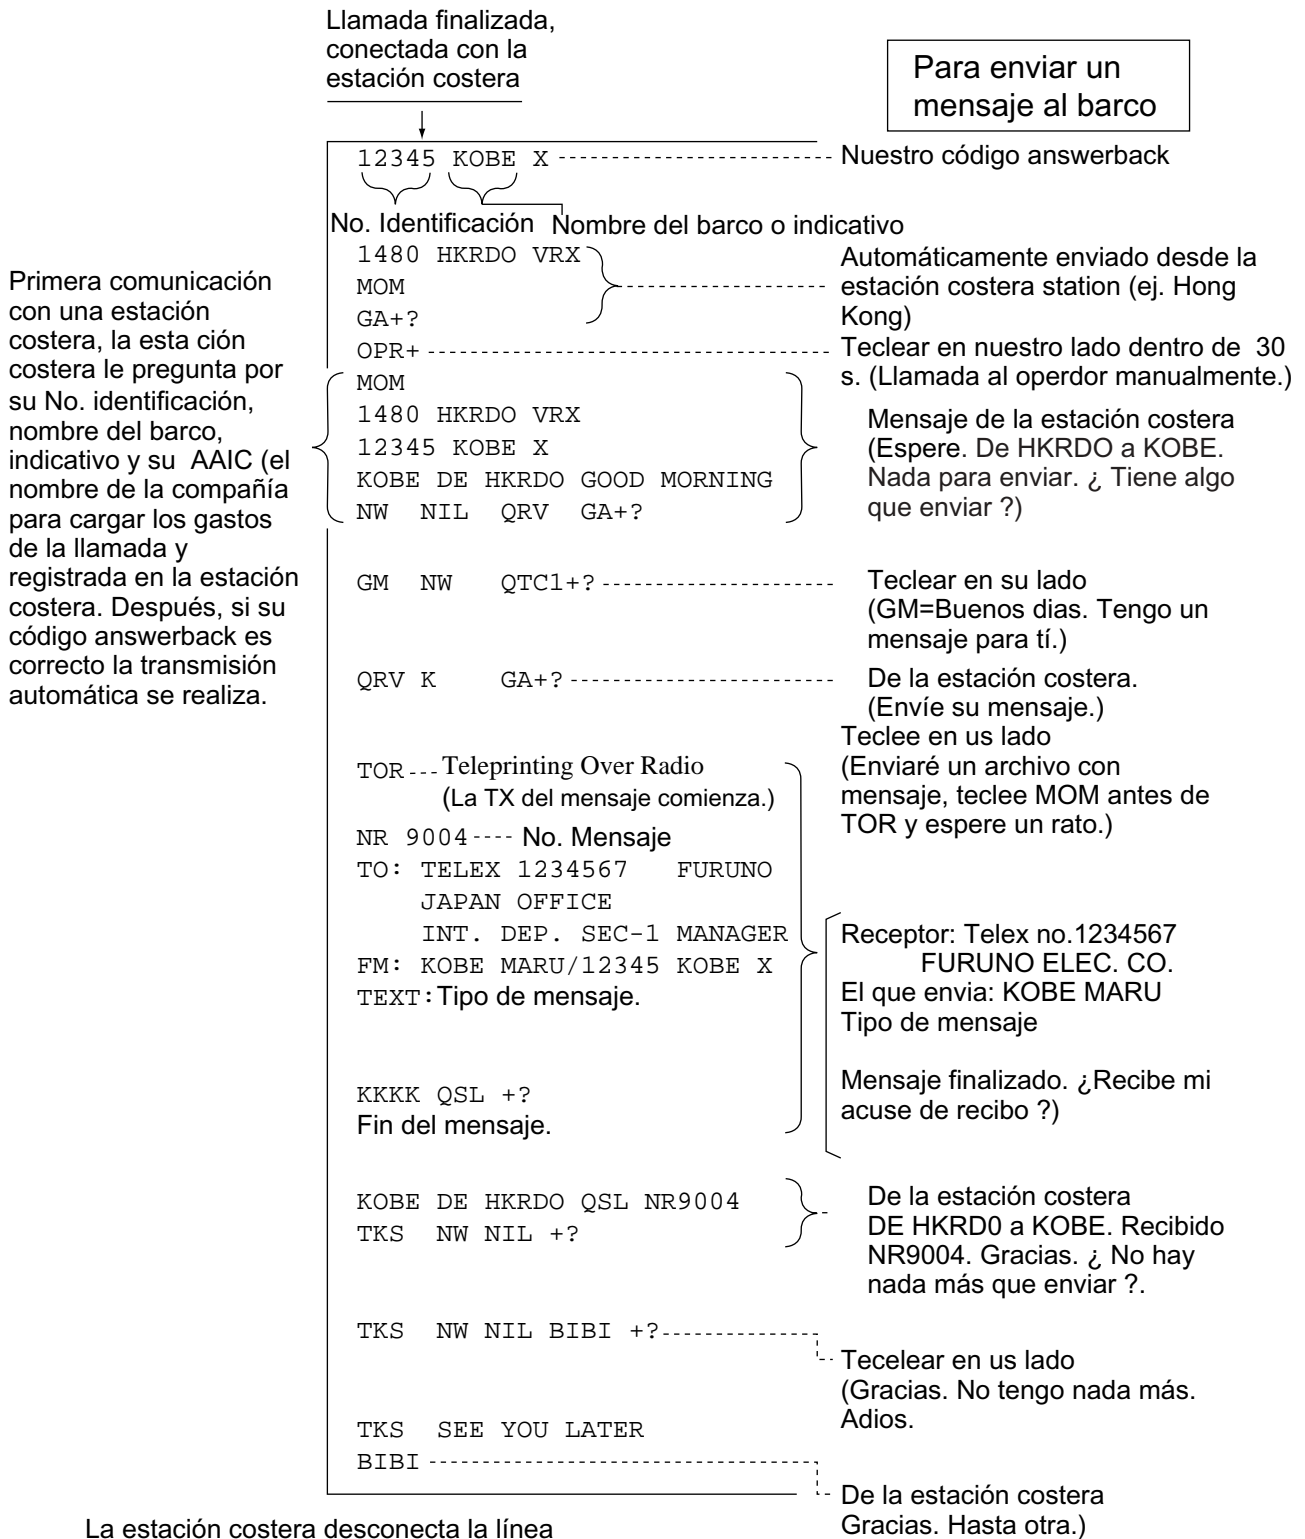 Llamada finalizada,
conectada con la
estación costera
Para enviar un
mensaje al barco
12345 KOBE X
Nuestro código answerback
No. Identificación
Nombre del barco o indicativo
1480 HKRDO VRX
MOM
GA+?
Automáticamente enviado desde la
estación costera station (ej. Hong
Kong)
OPR+
Teclear en nuestro lado dentro de 30
s. (Llamada al operdor manualmente.)
Primera comunicación
con una estación
costera, la esta ción
costera le pregunta por
su No. identificación,
nombre del barco,
indicativo y su AAIC (el
nombre de la compañía
para cargar los gastos
de la llamada y
registrada en la estación
costera. Después, si su
código answerback es
correcto la transmisión
automática se realiza.
MOM
1480 HKRDO VRX
12345 KOBE X
KOBE DE HKRDO GOOD MORNING
NW NIL QRV GA+?
Mensaje de la estación costera
(Espere. De HKRDO a KOBE.
Nada para enviar. ¿ Tiene algo
que enviar ?)
GM NW QTC1+?
Teclear en su lado
(GM=Buenos dias. Tengo un
mensaje para tí.)
QRV K GA+?
De la estación costera.
(Envíe su mensaje.)
Teclee en us lado
(Enviaré un archivo con
mensaje, teclee MOM antes de
TOR y espere un rato.)
TOR Teleprinting Over Radio
(La TX del mensaje comienza.)
NR 9004 No. Mensaje
TO: TELEX 1234567 FURUNO
JAPAN OFFICE
INT. DEP. SEC-1 MANAGER
FM: KOBE MARU/12345 KOBE X
TEXT:Tipo de mensaje.
KKKK QSL +?
Fin del mensaje.
Receptor: Telex no.1234567
FURUNO ELEC. CO.
El que envia: KOBE MARU
Tipo de mensaje
Mensaje finalizado. ¿Recibe mi
acuse de recibo ?)
KOBE DE HKRDO QSL NR9004
TKS NW NIL +?
De la estación costera
DE HKRD0 a KOBE. Recibido
NR9004. Gracias. ¿ No hay
nada más que enviar ?.
TKS NW NIL BIBI +?
Tecelear en us lado
(Gracias. No tengo nada más.
Adios.
TKS SEE YOU LATER
BIBI
De la estación costera
Gracias. Hasta otra.)
La estación costera desconecta la línea